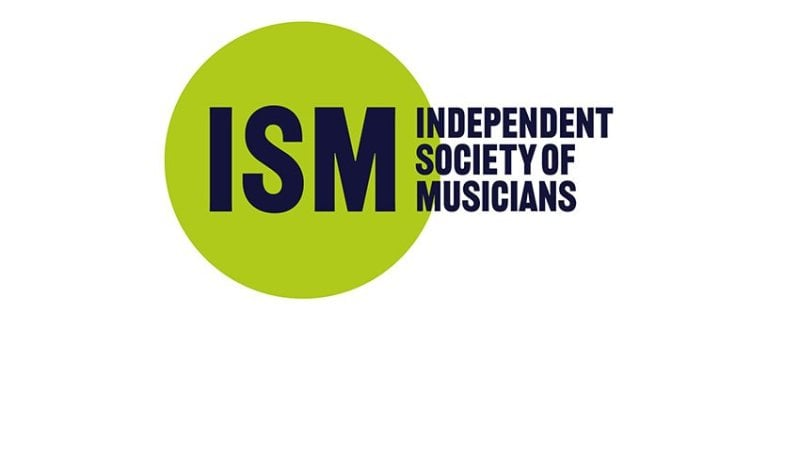 ISM
INDEPENDENT
SOCIETY OF
MUSICIANS